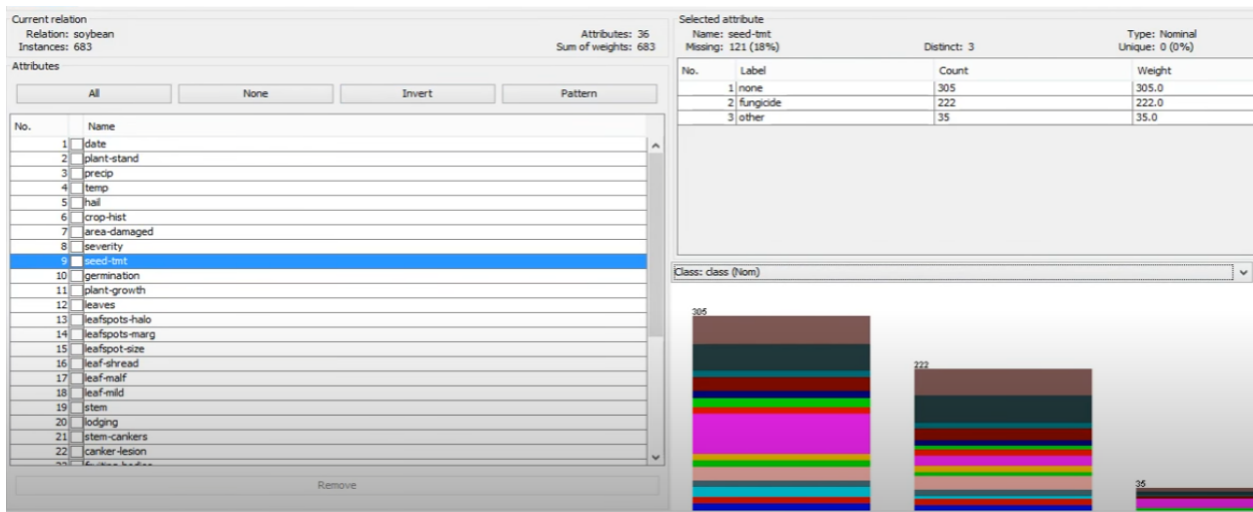 Current relation
Relation: soybean
Attributes: 36
Instances: 683
Sum of weights: 683
Attributes
All
None
Invert
Pattern
No.
Name
1 date
2 plant-stand
3 precip
4 temp
5 hail
6 crop-hist
7 area-damaged
8 severity
9 seed-tmt
10 germination
11 plant-growth
12 leaves
13 leafspots-halo
14 leafspots-marg
15 leafspot-size
16 leaf-shread
17 leaf-malf
18 leaf-mild
19 stem
20 lodging
21 stem-cankers
22 canker-lesion
Remove
Selected attribute
Name: seed-tmt
Type: Nominal
Missing: 121 (18%)
Distinct: 3
Unique: 0 (0%)
No.
Label
Count
Weight
1 none 305 305.0
2 fungicide 222 222.0
3 other 35 35.0
Class: class (Nom)
305
222
35